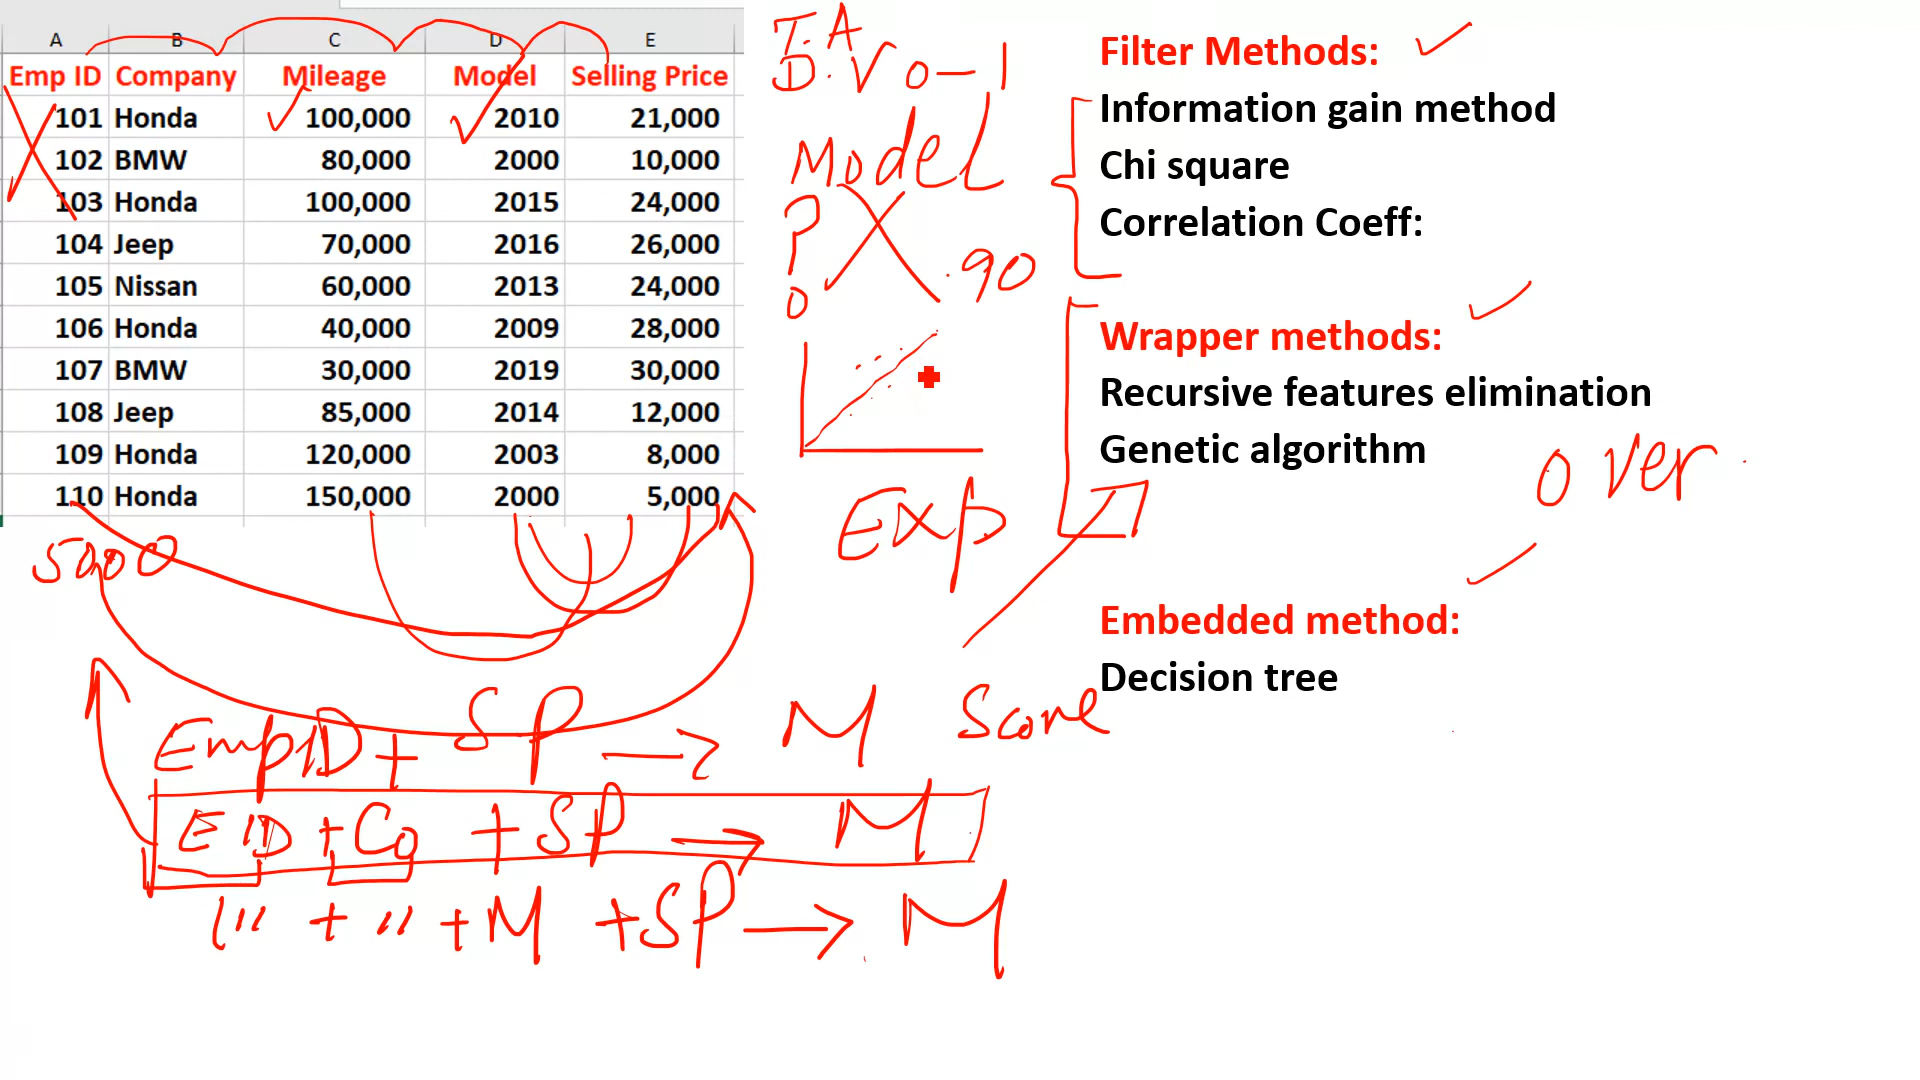 A B C D E
Emp ID Company Mileage Model Selling Price
101 Honda 100,000 2010 21,000
102 BMW 80,000 2000 10,000
103 Honda 100,000 2015 24,000
104 Jeep 70,000 2016 26,000
105 Nissan 60,000 2013 24,000
106 Honda 40,000 2009 28,000
107 BMW 30,000 2019 30,000
108 Jeep 85,000 2014 12,000
109 Honda 120,000 2003 8,000
110 Honda 150,000 2000 5,000
T.A
D.V 0-1
Model
P
0
.90
Exp
Filter Methods:
Information gain method
Chi square
Correlation Coeff:
Wrapper methods:
Recursive features elimination
Genetic algorithm
over
Embedded method:
Decision tree
EmpID + SP → M Score
EID + Co + SP → M
"" + " + M + SP → M